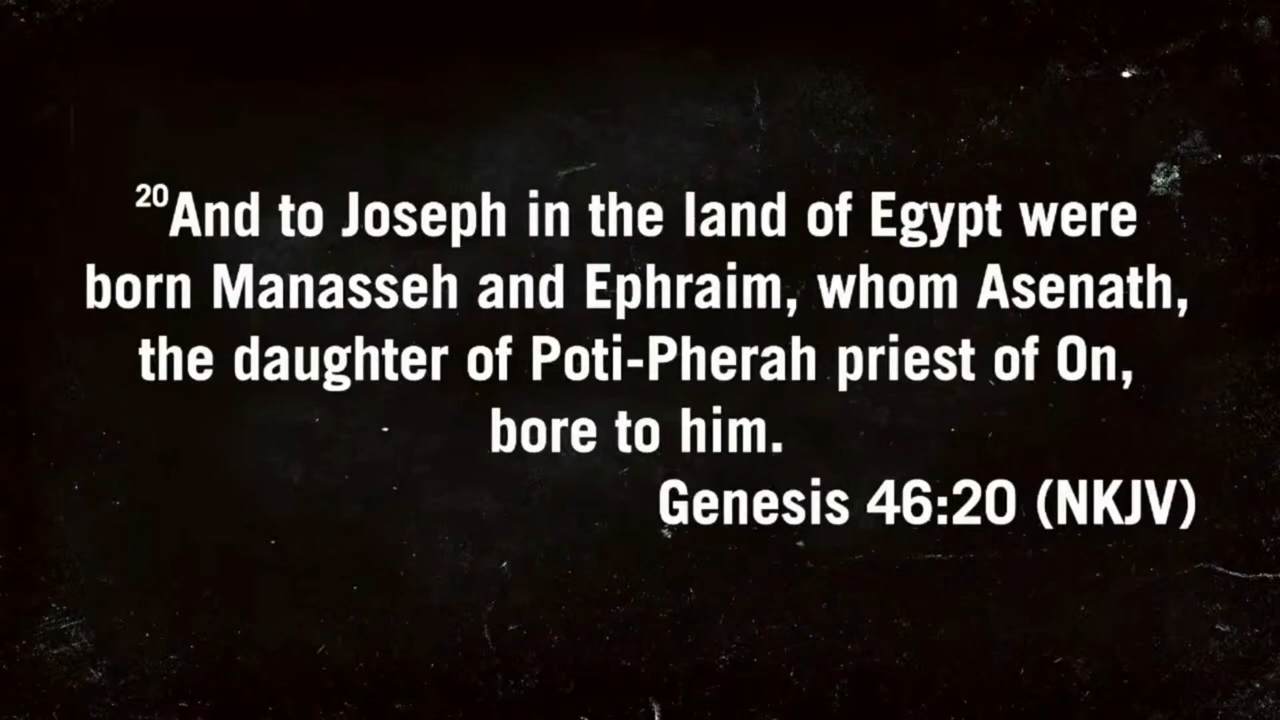 20And to Joseph in the land of Egypt were
born Manasseh and Ephraim, whom Asenath,
the daughter of Poti-Pherah priest of On,
bore to him.
Genesis 46:20 (NKJV)